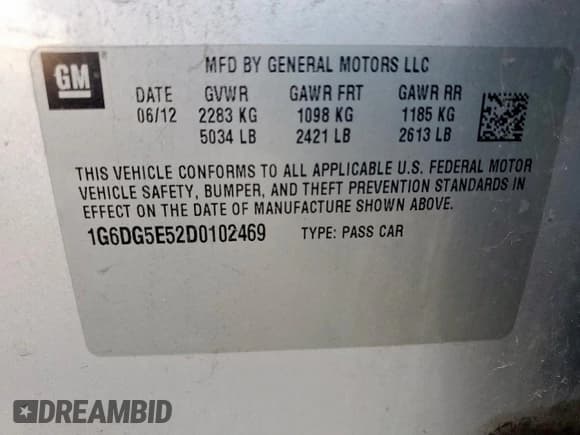 GM
MFD BY GENERAL MOTORS LLC
DATE GVWR GAWR FRT GAWR RR
06/12 2283 KG 1098 KG 1185 KG
5034 LB 2421 LB 2613 LB
THIS VEHICLE CONFORMS TO ALL APPLICABLE U.S. FEDERAL MOTOR
VEHICLE SAFETY, BUMPER, AND THEFT PREVENTION STANDARDS IN
EFFECT ON THE DATE OF MANUFACTURE SHOWN ABOVE.
1G6DG5E52D0102469 TYPE: PASS CAR
DREAMBID